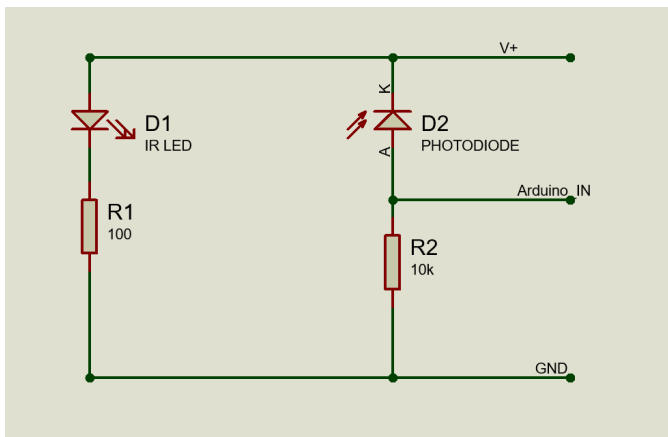 V+
K
D1
IR LED
D2
PHOTODIODE
A
Arduino_IN
R1
100
R2
10k
GND